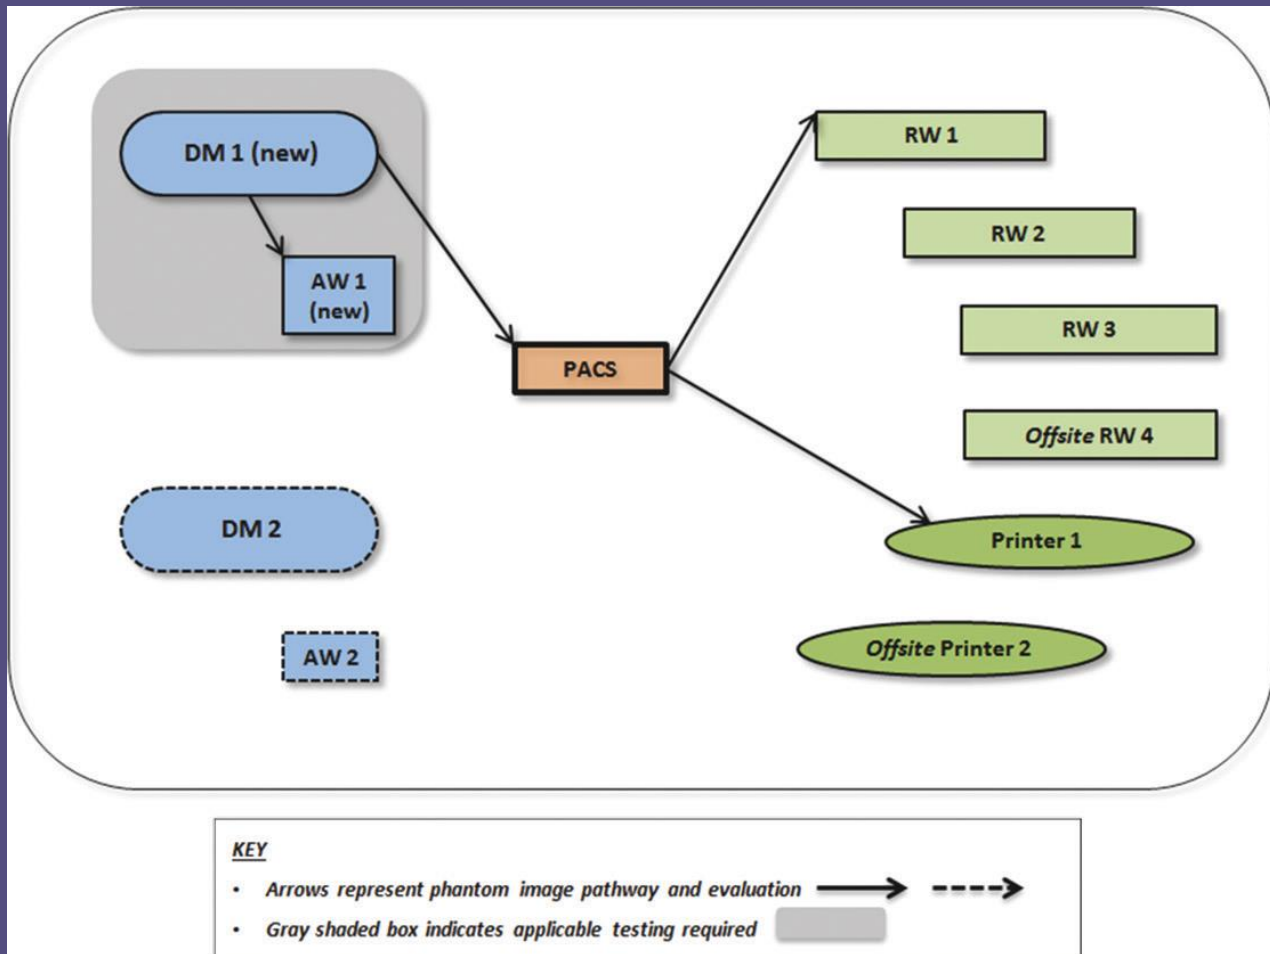 DM 1 (new)
AW 1
(new)
PACS
RW 1
RW 2
RW 3
Offsite RW 4
DM 2
Printer 1
AW 2
Offsite Printer 2
KEY
• Arrows represent phantom image pathway and evaluation
• Gray shaded box indicates applicable testing required